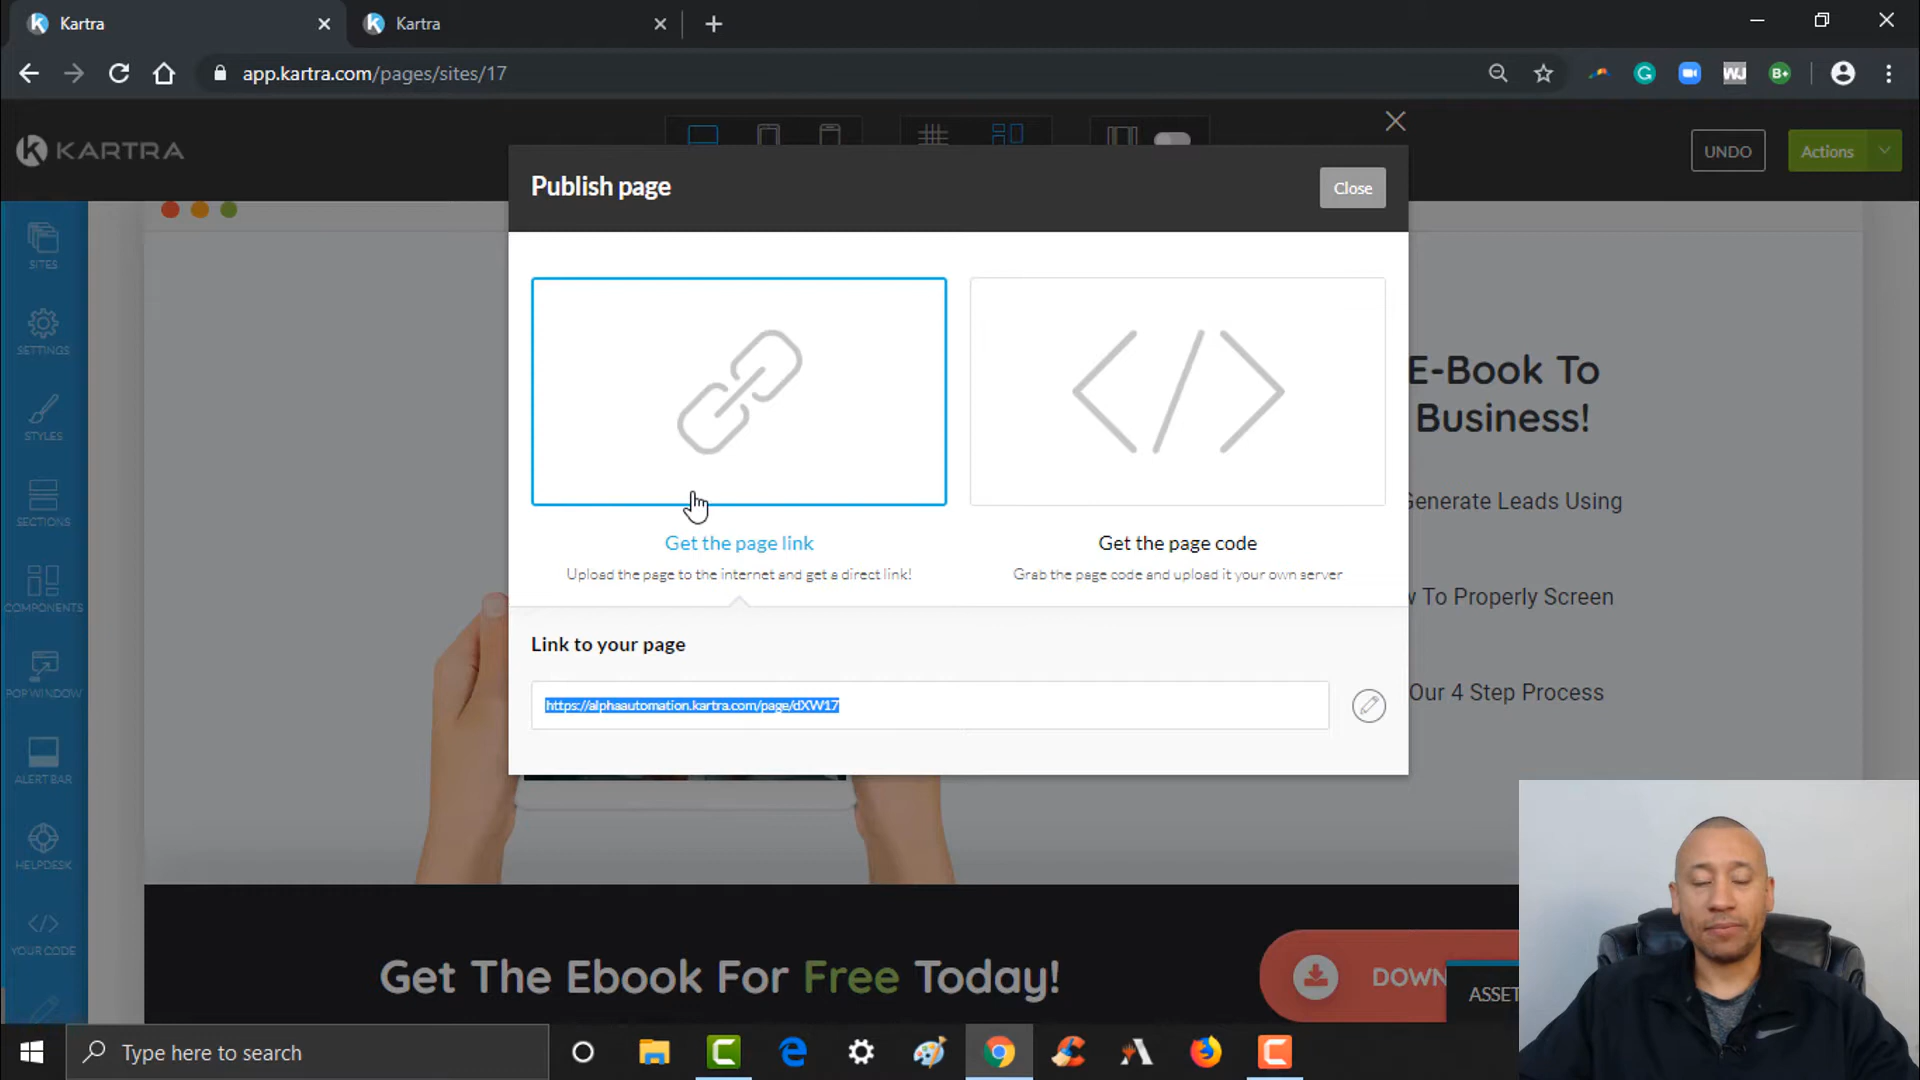 Kartra
Kartra
app.kartra.com/pages/sites/17
KARTRA
UNDO
Actions
Publish page
Close
SITES
SETTINGS
STYLES
SECTIONS
COMPONENTS
POP WINDOW
ALERT BAR
HELPDESK
YOUR CODE
Get the page link
Upload the page to the internet and get a direct link!
Get the page code
Grab the page code and upload it your own server
Link to your page
https://alphaautomation.kartra.com/page/dXW17
E-Book To
Business!
Generate Leads Using
To Properly Screen
Our 4 Step Process
Get The Ebook For Free Today!
DOWN
ASSET
Type here to search